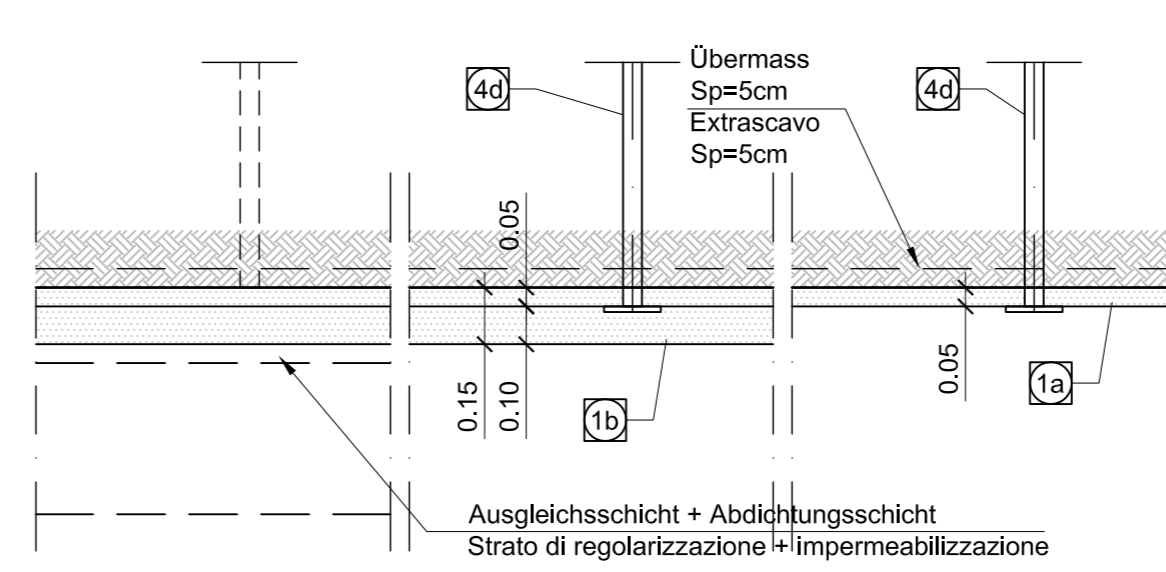 Übermass
4d
Sp=5cm
4d
Extrascavo
Sp=5cm
0.05
0.15
0.10
1b
0.05
1a
Ausgleichsschicht + Abdichtungsschicht
Strato di regolarizzazione + impermeabilizzazione